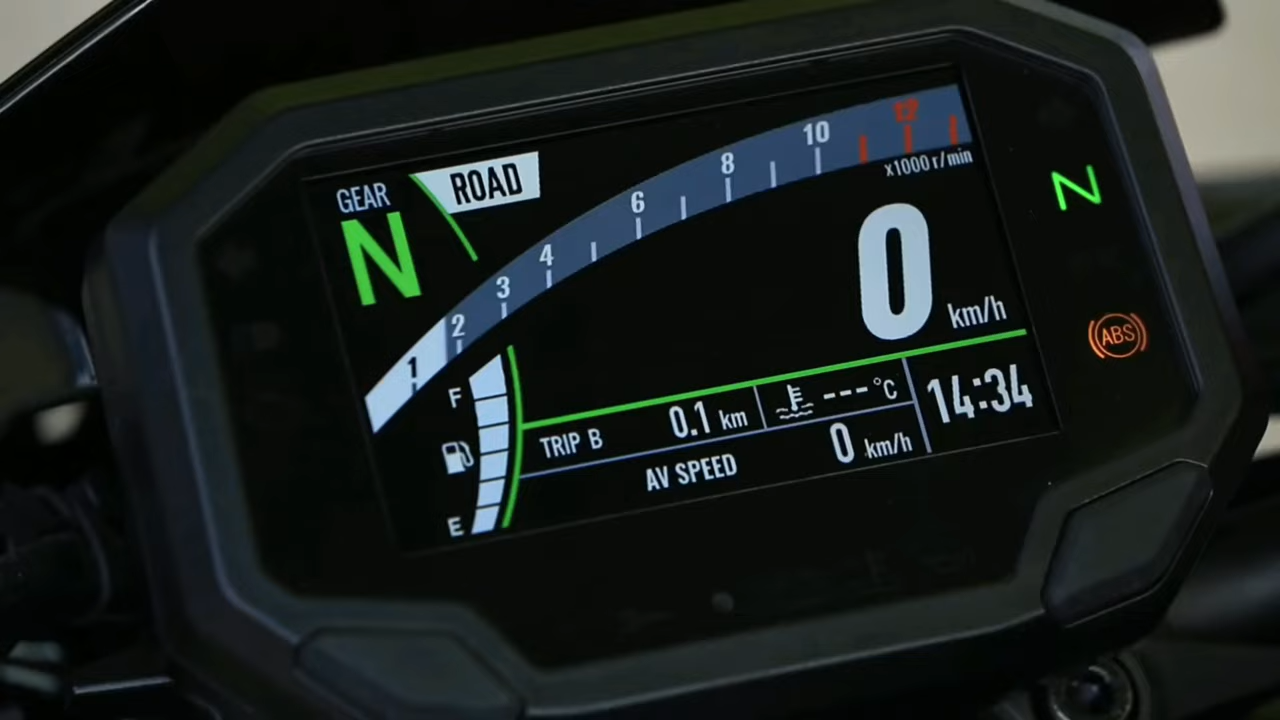 GEAR
N
ROAD
1 2 3 4 6 8 10 12
x1000 r/min
N
0 km/h
ABS
F
E
TRIP B 0.1 km
---°C
14:34
AV SPEED 0 km/h